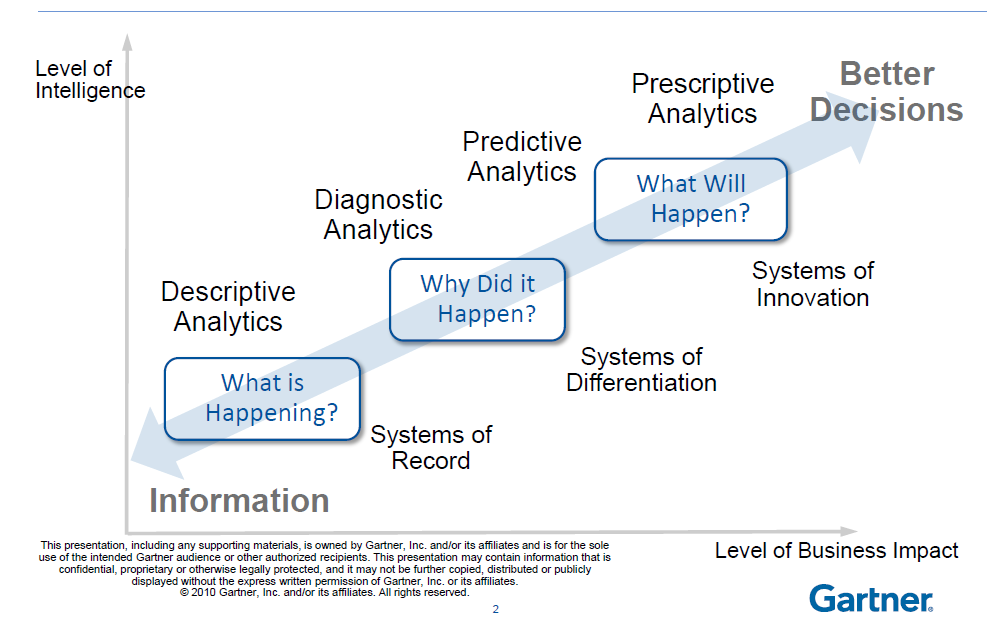 Level of
Intelligence
Better
Decisions
Prescriptive
Analytics
Predictive
Analytics
What Will
Happen?
Diagnostic
Analytics
Systems of
Innovation
Why Did it
Happen?
Descriptive
Analytics
Systems of
Differentiation
What is
Happening?
Systems of
Record
Information
This presentation, including any supporting materials, is owned by Gartner, Inc. and/or its affiliates and is for the sole
use of the intended Gartner audience or other authorized recipients. This presentation may contain information that is
confidential, proprietary or otherwise legally protected, and it may not be further copied, distributed or publicly
displayed without the express written permission of Gartner, Inc. or its affiliates.
© 2010 Gartner, Inc. and/or its affiliates. All rights reserved.
Level of Business Impact
2
Gartner®